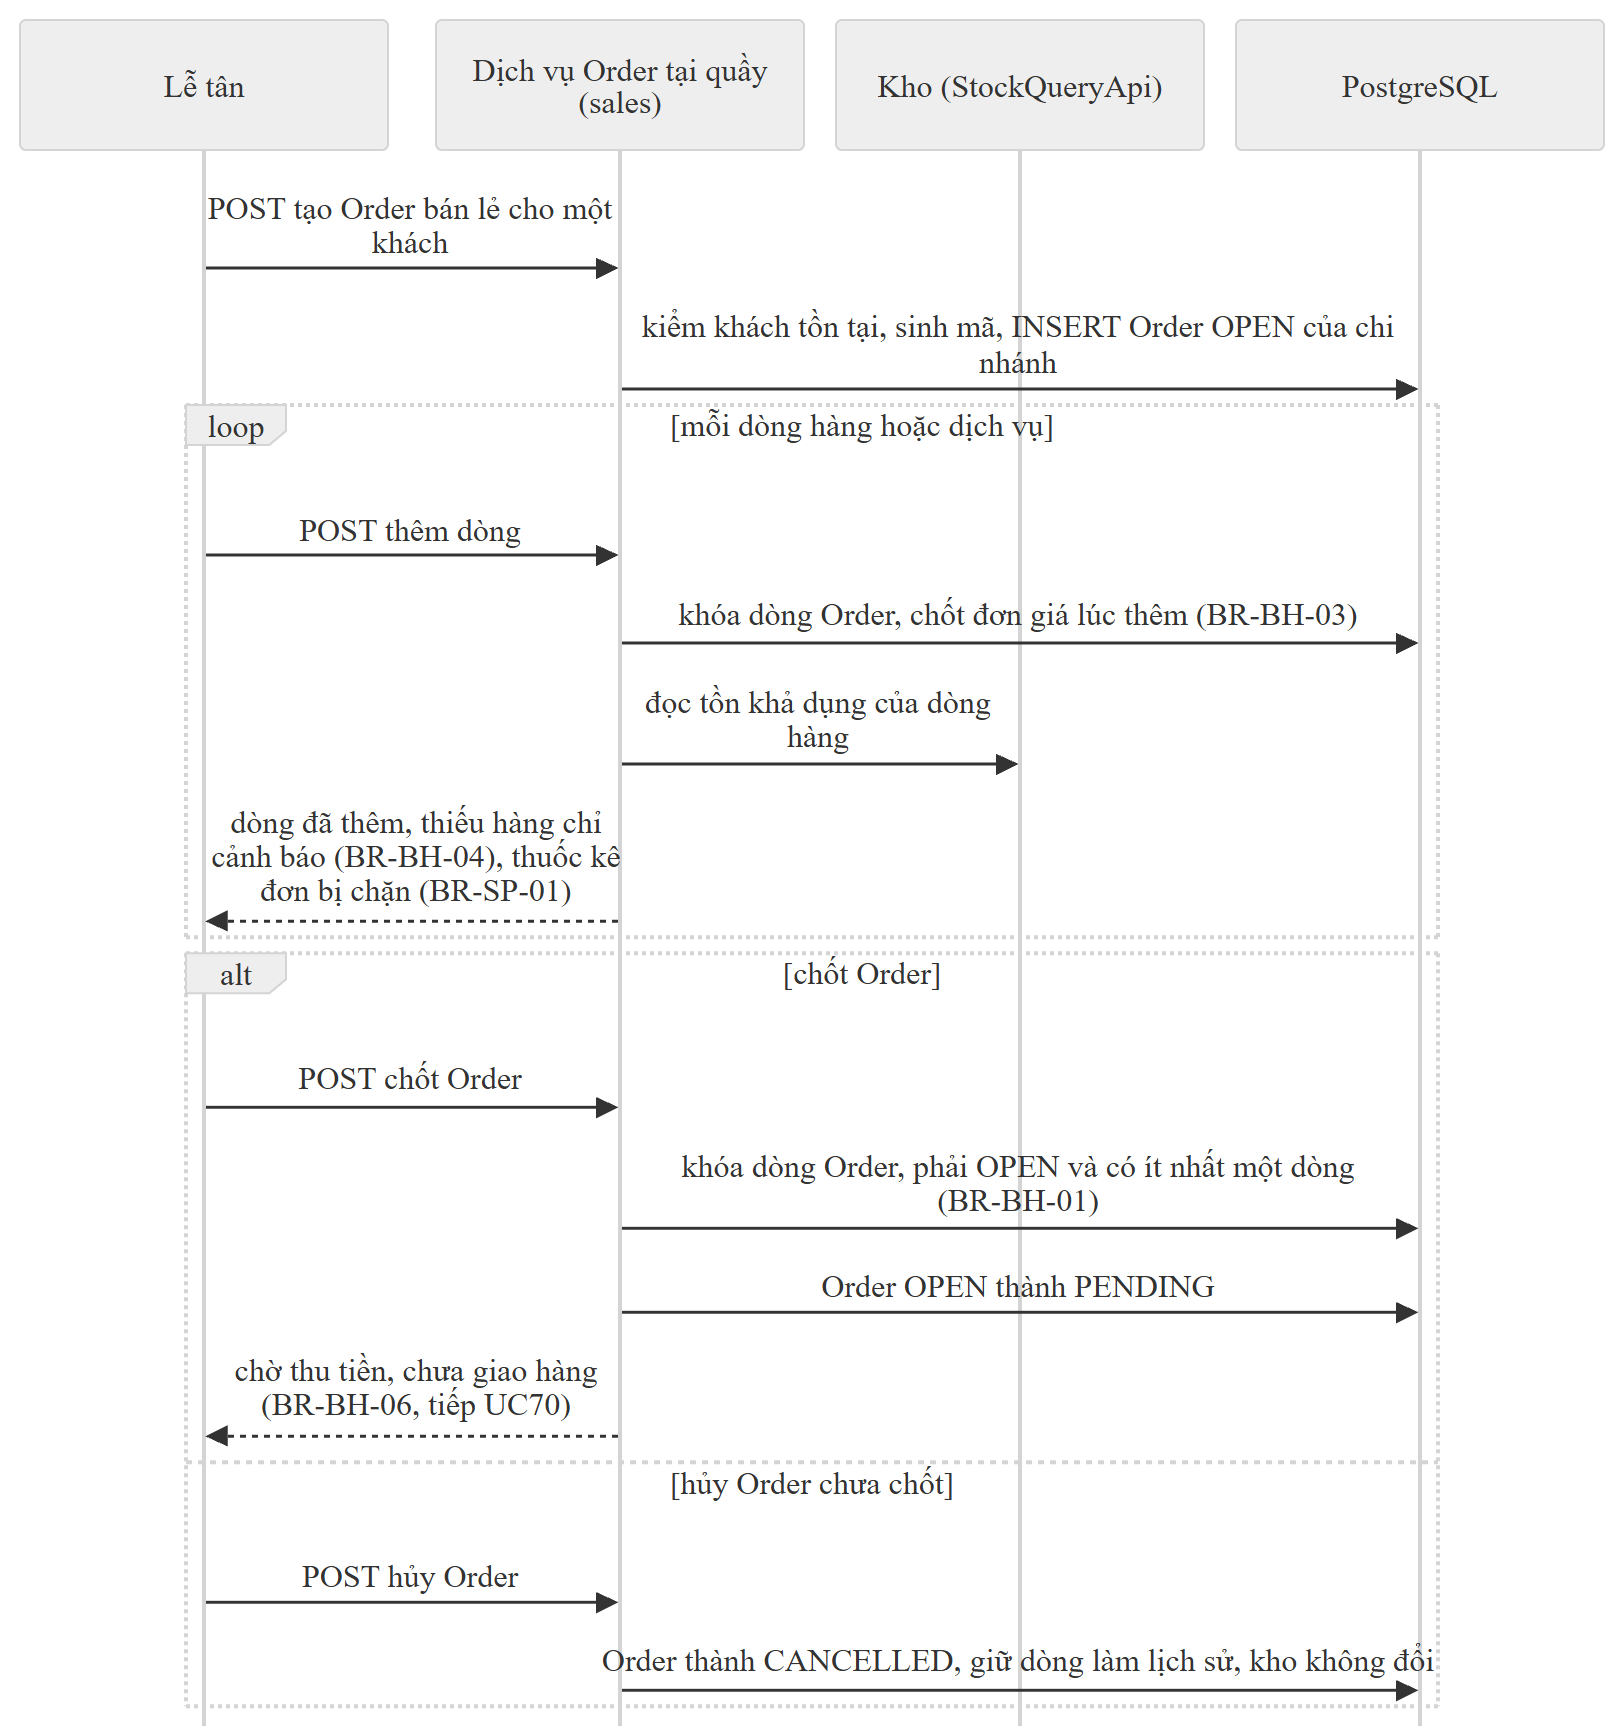 Lễ tân
Dịch vụ Order tại quầy
(sales)
Kho (StockQueryApi)
PostgreSQL
POST tạo Order bán lẻ cho một
khách
kiểm khách tồn tại, sinh mã, INSERT Order OPEN của chi
nhánh
loop
[mỗi dòng hàng hoặc dịch vụ]
POST thêm dòng
khóa dòng Order, chốt đơn giá lúc thêm (BR-BH-03)
đọc tồn khả dụng của dòng
hàng
dòng đã thêm, thiếu hàng chỉ
cảnh báo (BR-BH-04), thuốc kê
đơn bị chặn (BR-SP-01)
alt
[chốt Order]
POST chốt Order
khóa dòng Order, phải OPEN và có ít nhất một dòng
(BR-BH-01)
Order OPEN thành PENDING
chờ thu tiền, chưa giao hàng
(BR-BH-06, tiếp UC70)
[hủy Order chưa chốt]
POST hủy Order
Order thành CANCELLED, giữ dòng làm lịch sử, kho không đổi